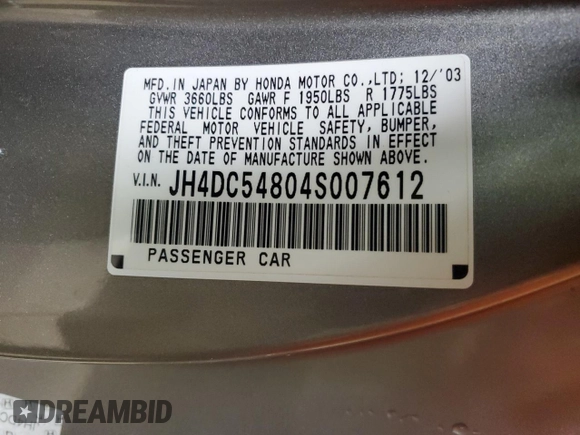 MFD.IN JAPAN BY HONDA MOTOR CO.,LTD; 12/'03
GVWR 3660LBS GAWR F 1950LBS R 1775LBS
THIS VEHICLE CONFORMS TO ALL APPLICABLE
FEDERAL MOTOR VEHICLE SAFETY, BUMPER,
AND THEFT PREVENTION STANDARDS IN EFFECT
ON THE DATE OF MANUFACTURE SHOWN ABOVE.
V.I.N. JH4DC54804S007612
PASSENGER CAR
DREAMBID